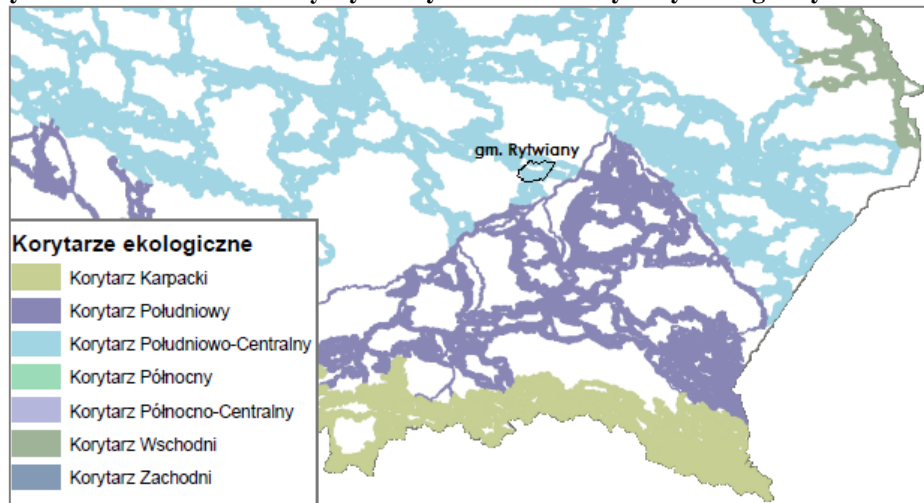 gm. Rytwiany
Korytarze ekologiczne
Korytarz Karpacki
Korytarz Południowy
Korytarz Południowo-Centralny
Korytarz Północny
Korytarz Północno-Centralny
Korytarz Wschodni
Korytarz Zachodni